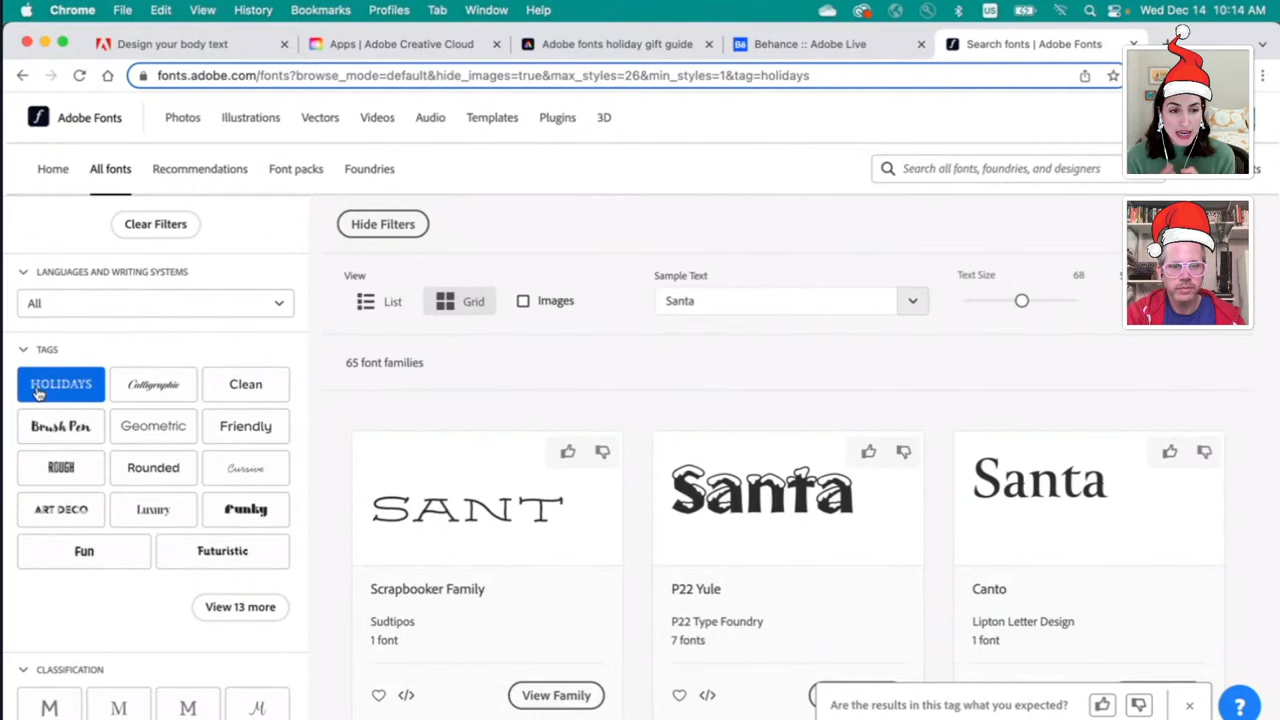 Chrome File Edit View History Bookmarks Profiles Tab Window Help US Wed Dec 14 10:14 AM
Design your body text Apps | Adobe Creative Cloud Adobe fonts holiday gift guide Bē Behance :: Adobe Live Search fonts | Adobe Fonts
fonts.adobe.com/fonts?browse_mode=default&hide_images=true&max_styles=26&min_styles=1&tag=holidays
Adobe Fonts Photos Illustrations Vectors Videos Audio Templates Plugins 3D
Home All fonts Recommendations Font packs Foundries Search all fonts, foundries, and designers
Clear Filters Hide Filters
LANGUAGES AND WRITING SYSTEMS View Sample Text Text Size 68
All List Grid Images Santa
TAGS
65 font families
HOLIDAYS Calligraphic Clean
Brush Pen Geometric Friendly
ROUGH Rounded Cursive
ART DECO Luxury Funky
Fun Futuristic
View 13 more
CLASSIFICATION
M M M M
SANT Santa Santa
Scrapbooker Family P22 Yule Canto
Sudtipos P22 Type Foundry Lipton Letter Design
1 font 7 fonts 1 font
View Family
Are the results in this tag what you expected?